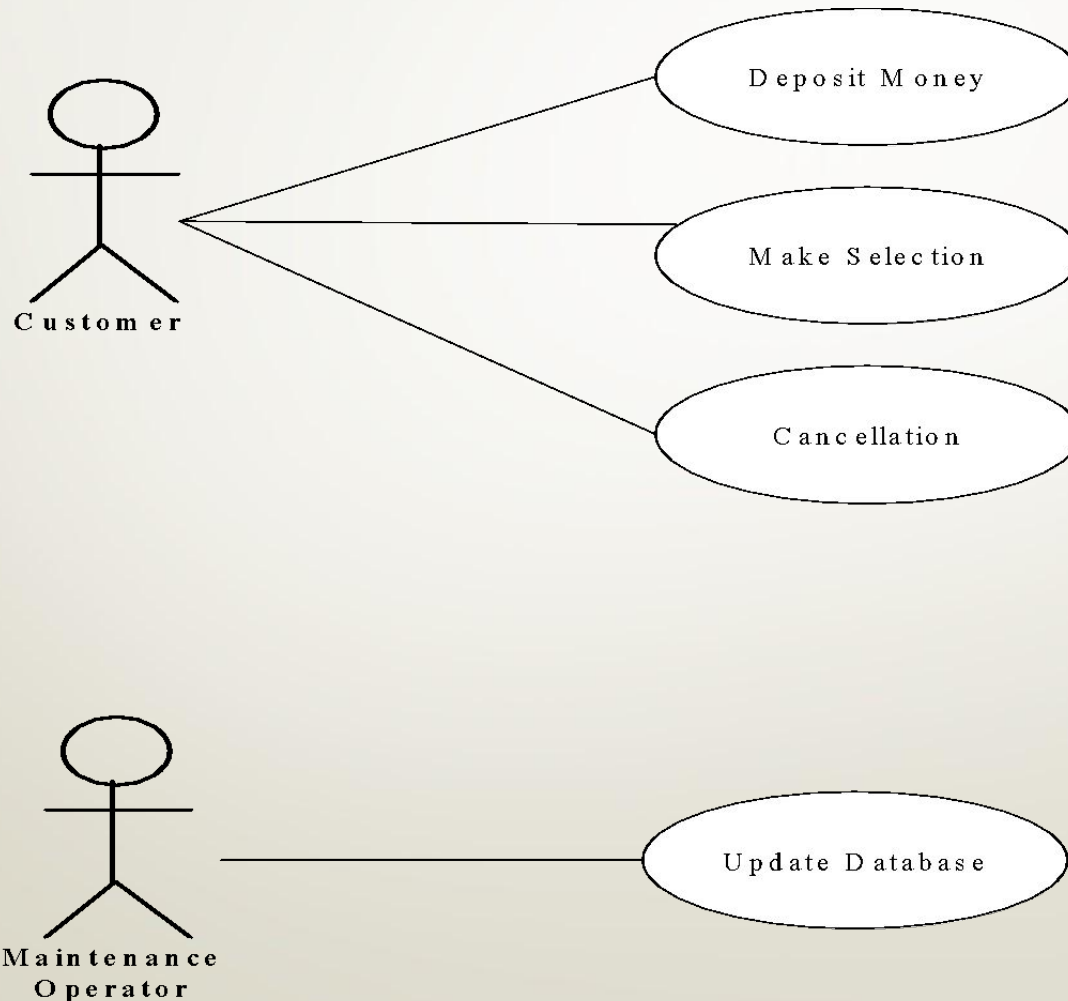 Deposit Money
Make Selection
Customer
Cancellation
Update Database
Maintenance
Operator